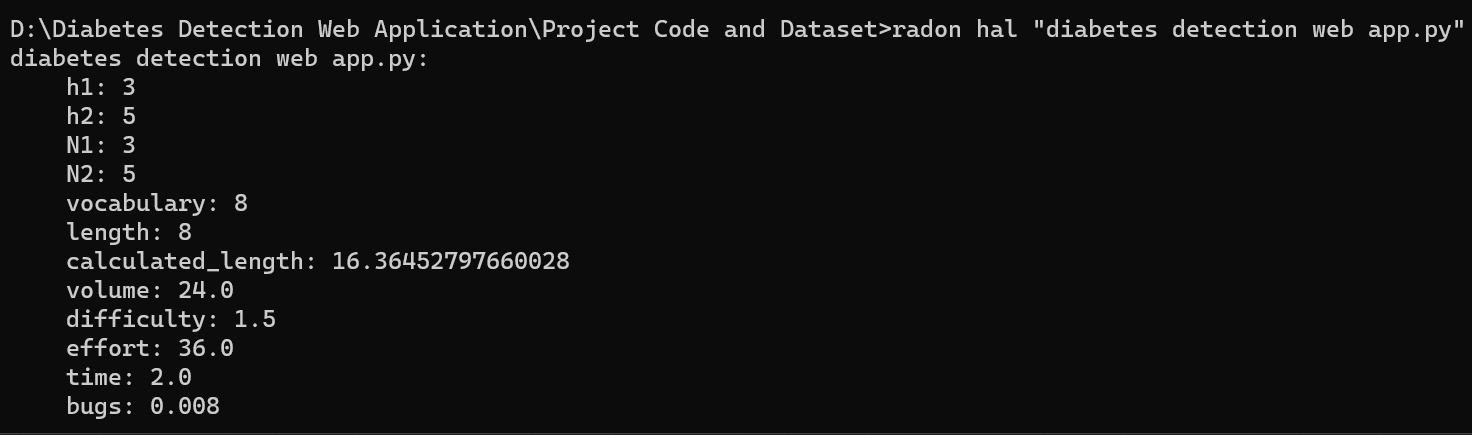 D:\Diabetes Detection Web Application\Project Code and Dataset>radon hal "diabetes detection web app.py"
diabetes detection web app.py:
    h1: 3
    h2: 5
    N1: 3
    N2: 5
    vocabulary: 8
    length: 8
    calculated_length: 16.36452797660028
    volume: 24.0
    difficulty: 1.5
    effort: 36.0
    time: 2.0
    bugs: 0.008